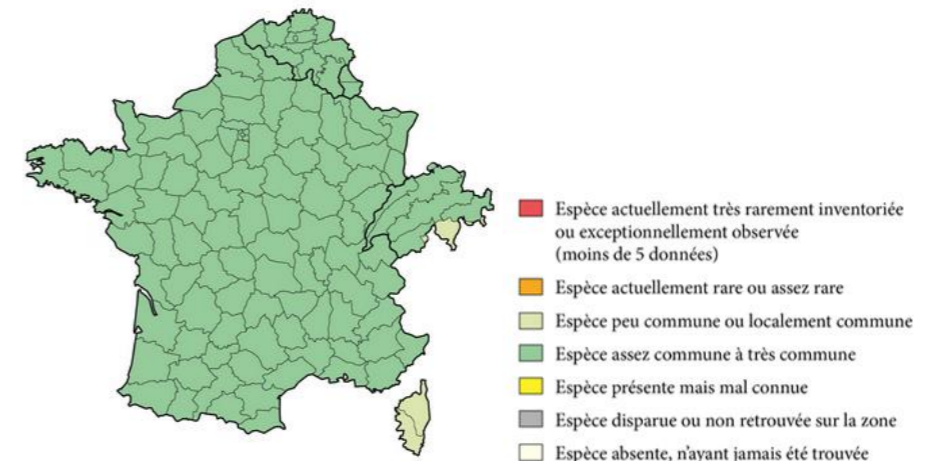 Espèce actuellement très rarement inventoriée
ou exceptionnellement observée
(moins de 5 données)
Espèce actuellement rare ou assez rare
Espèce peu commune ou localement commune
Espèce assez commune à très commune
Espèce présente mais mal connue
Espèce disparue ou non retrouvée sur la zone
Espèce absente, n'ayant jamais été trouvée